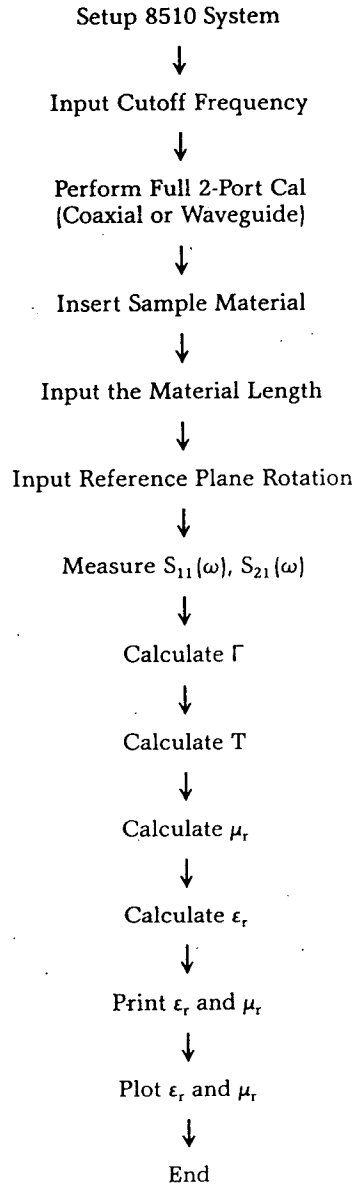 Setup 8510 System
↓
Input Cutoff Frequency
↓
Perform Full 2-Port Cal
(Coaxial or Waveguide)
↓
Insert Sample Material
↓
Input the Material Length
↓
Input Reference Plane Rotation
↓
Measure S₁₁(ω), S₂₁(ω)
↓
Calculate Γ
↓
Calculate T
↓
Calculate μᵣ
↓
Calculate εᵣ
↓
Print εᵣ and μᵣ
↓
Plot εᵣ and μᵣ
↓
End